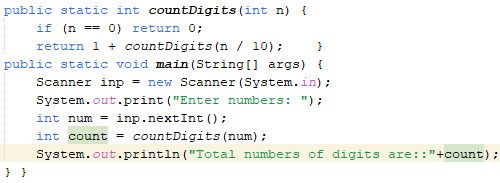 public static int countDigits(int n) {
    if (n == 0) return 0;
    return 1 + countDigits(n / 10);    }
public static void main(String[] args) {
    Scanner inp = new Scanner(System.in);
    System.out.print("Enter numbers: ");
    int num = inp.nextInt();
    int count = countDigits(num);
    System.out.println("Total numbers of digits are::"+count);
} }